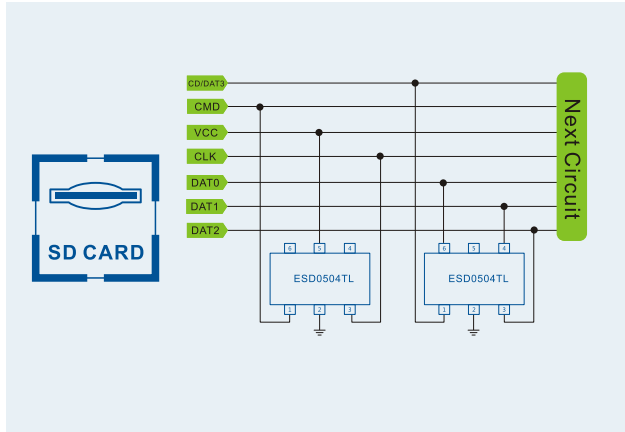 CD/DAT3
CMD
VCC
CLK
DAT0
DAT1
DAT2
Next Circuit
SD CARD
6 5 4
ESD0504TL
1 2 3
6 5 4
ESD0504TL
1 2 3